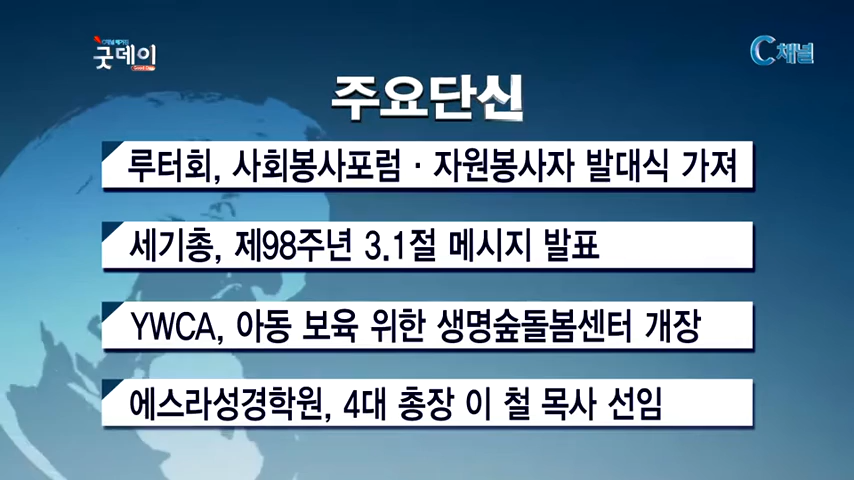 굿데이
C채널
주요단신
루터회, 사회봉사포럼·자원봉사자 발대식 가져
세기총, 제98주년 3.1절 메시지 발표
YWCA, 아동 보육 위한 생명숲돌봄센터 개장
에스라성경학원, 4대 총장 이 철 목사 선임